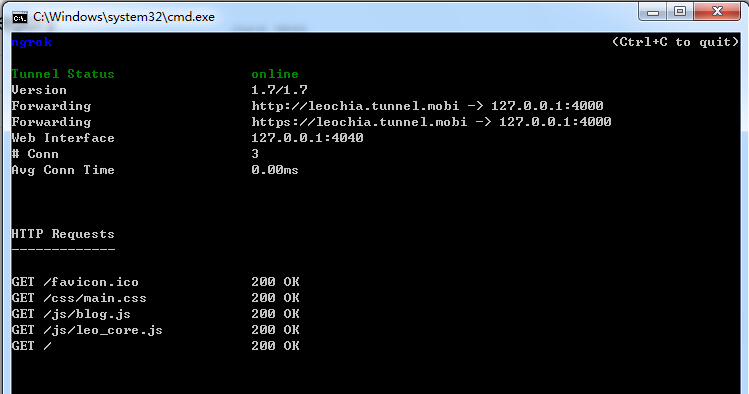 C:\Windows\system32\cmd.exe
ngrok (Ctrl+C to quit)
Tunnel Status online
Version 1.7/1.7
Forwarding http://leochia.tunnel.mobi -> 127.0.0.1:4000
Forwarding https://leochia.tunnel.mobi -> 127.0.0.1:4000
Web Interface 127.0.0.1:4040
# Conn 3
Avg Conn Time 0.00ms
HTTP Requests
-------------
GET /favicon.ico 200 OK
GET /css/main.css 200 OK
GET /js/blog.js 200 OK
GET /js/leo_core.js 200 OK
GET / 200 OK